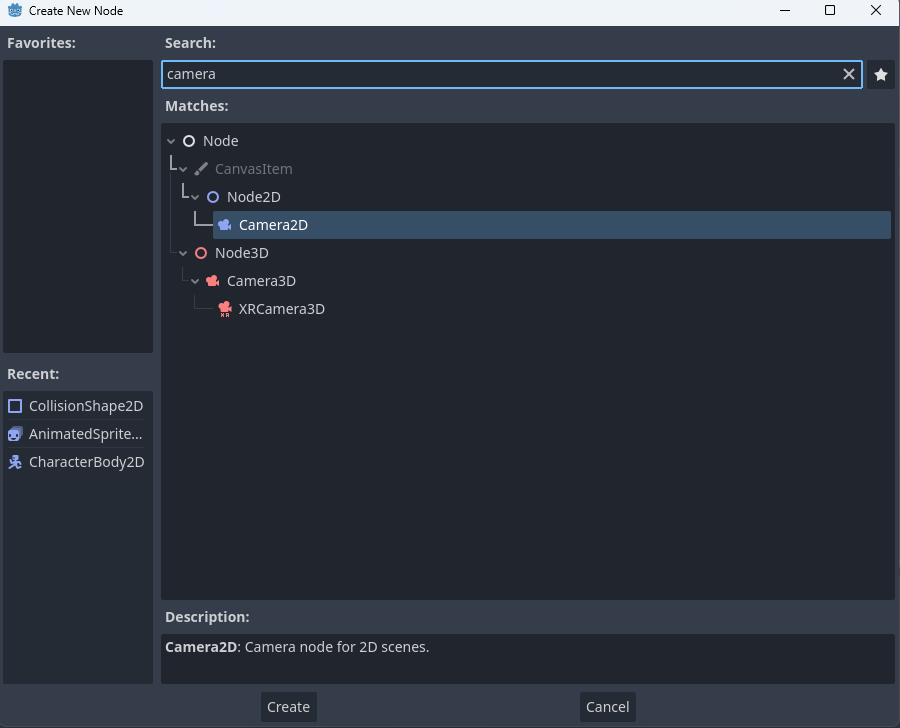 Create New Node
Favorites:
Search:
camera
Matches:
Node
CanvasItem
Node2D
Camera2D
Node3D
Camera3D
XRCamera3D
Recent:
CollisionShape2D
AnimatedSprite...
CharacterBody2D
Description:
Camera2D: Camera node for 2D scenes.
Create
Cancel